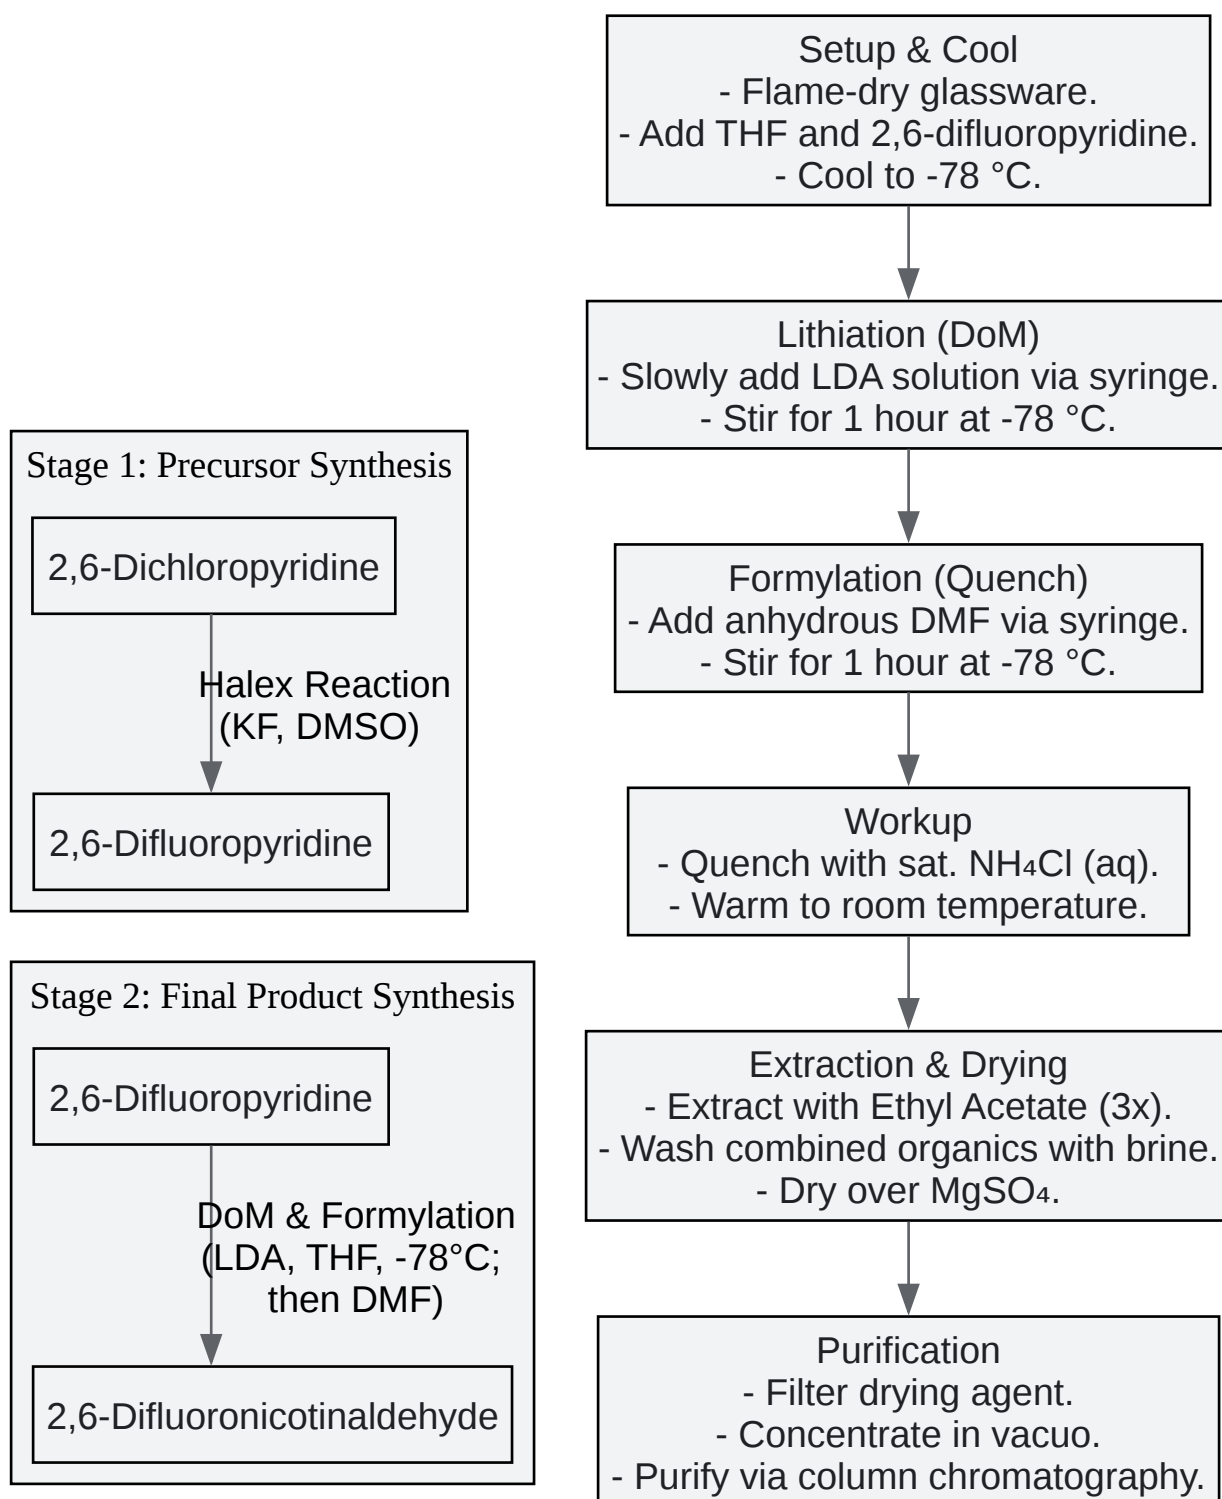 Setup & Cool
- Flame-dry glassware.
- Add THF and 2,6-difluoropyridine.
- Cool to -78 °C.
Lithiation (DoM)
- Slowly add LDA solution via syringe.
- Stir for 1 hour at -78 °C.
Formylation (Quench)
- Add anhydrous DMF via syringe.
- Stir for 1 hour at -78 °C.
Workup
- Quench with sat. NH₄Cl (aq).
- Warm to room temperature.
Extraction & Drying
- Extract with Ethyl Acetate (3x).
- Wash combined organics with brine.
- Dry over MgSO₄.
Purification
- Filter drying agent.
- Concentrate in vacuo.
- Purify via column chromatography.
Stage 1: Precursor Synthesis
2,6-Dichloropyridine
Halex Reaction
(KF, DMSO)
2,6-Difluoropyridine
Stage 2: Final Product Synthesis
2,6-Difluoropyridine
DoM & Formylation
(LDA, THF, -78°C;
then DMF)
2,6-Difluoronicotinaldehyde